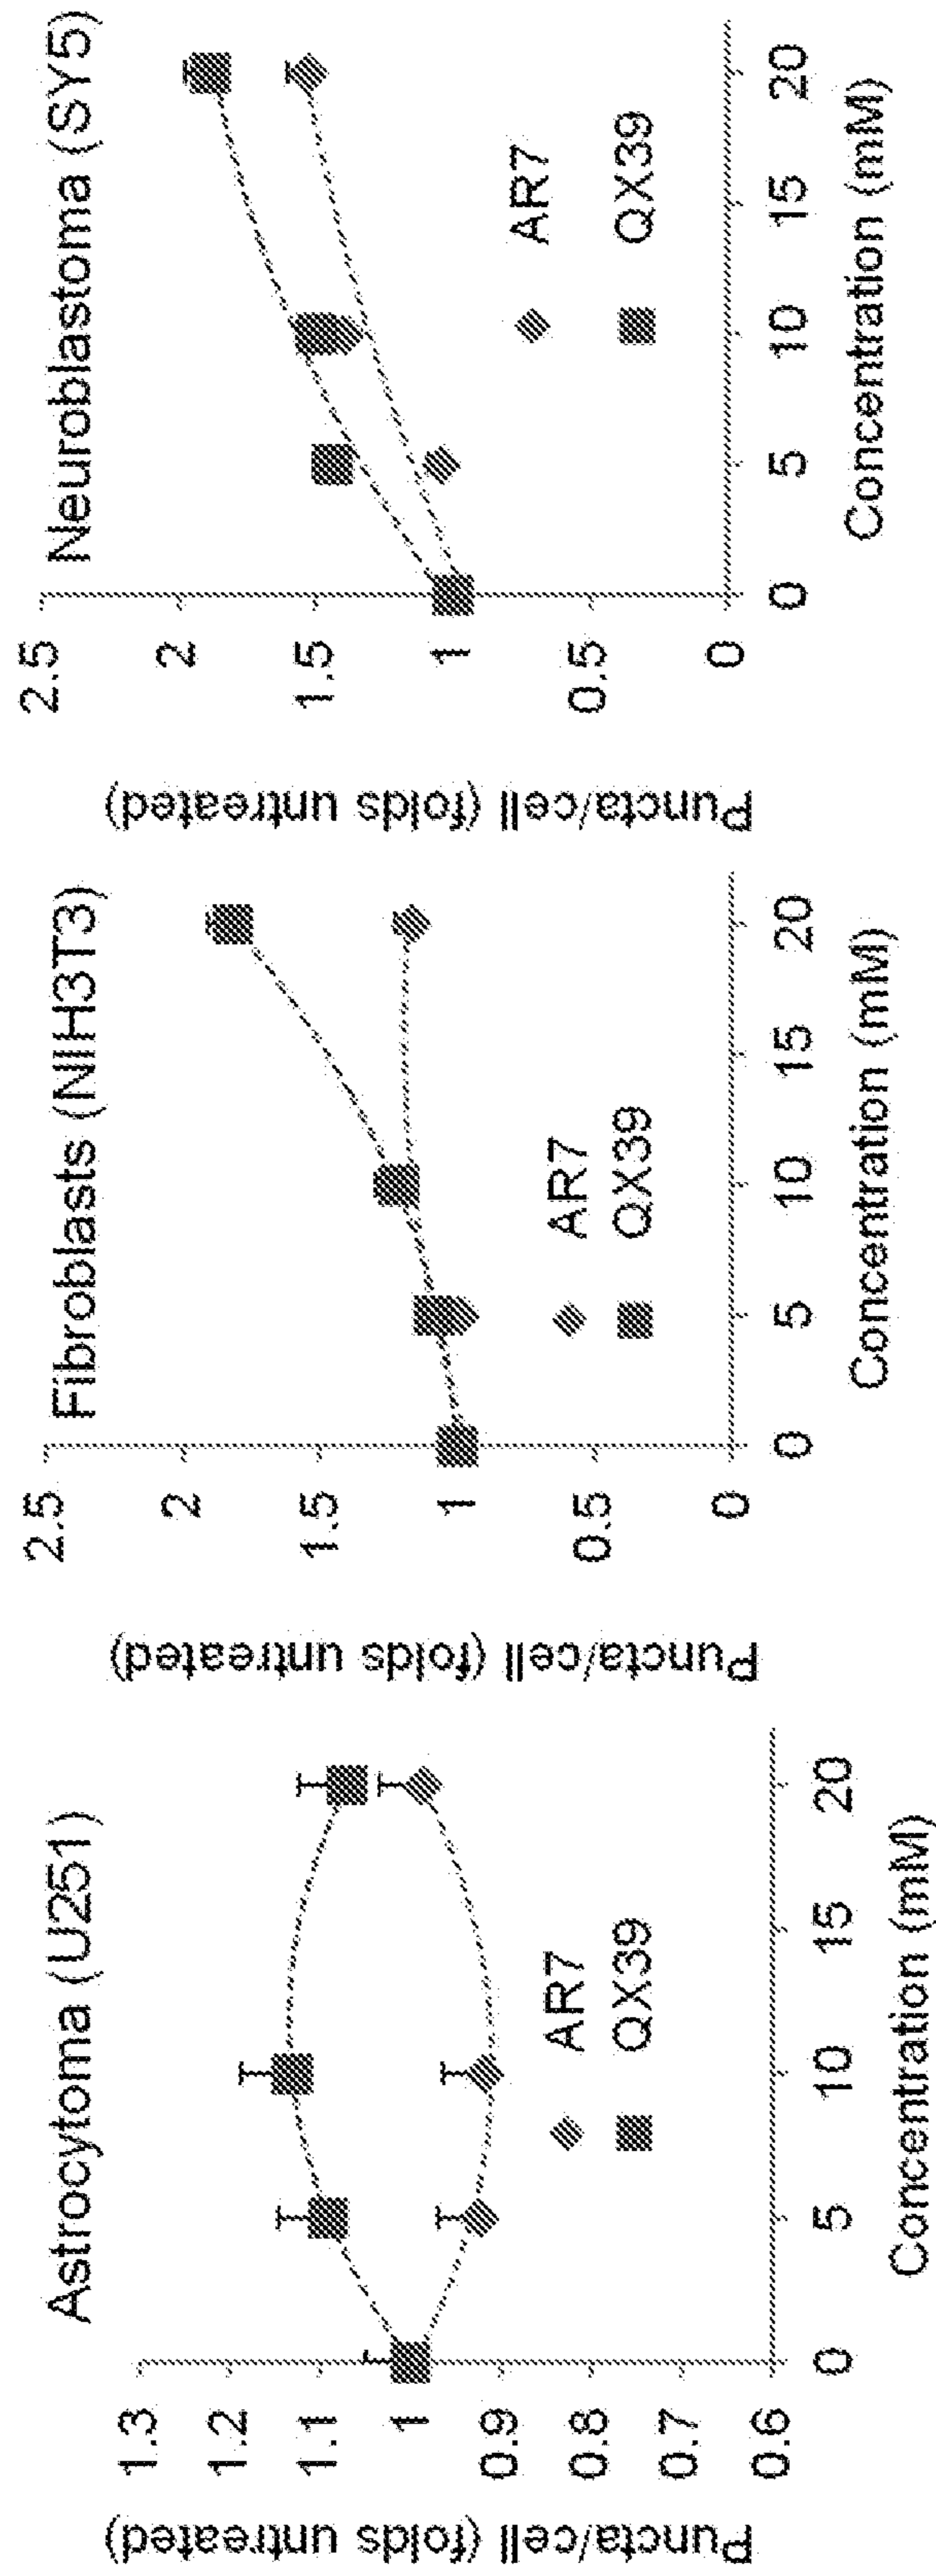 Astrocytoma (U251)
Puncta/cell (folds untreated)
1.3
1.2
1.1
1
0.9
0.8
0.7
0.6
AR7
QX39
0 5 10 15 20
Concentration (mM)
Fibroblasts (NIH3T3)
Puncta/cell (folds untreated)
2.5
2
1.5
1
0.5
0
AR7
QX39
0 5 10 15 20
Concentration (mM)
Neuroblastoma (SY5)
Puncta/cell (folds untreated)
2.5
2
1.5
1
0.5
0
AR7
QX39
0 5 10 15 20
Concentration (mM)